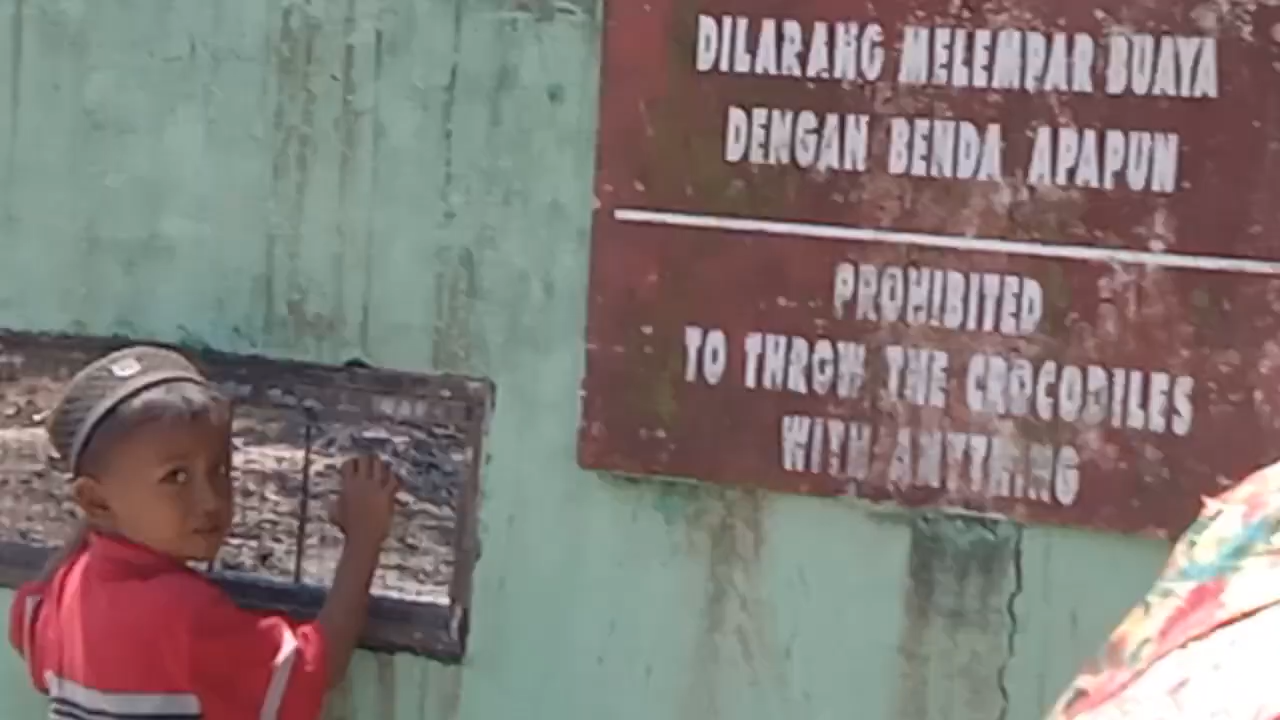 DILARANG MELEMPAR BUAYA
DENGAN BENDA APAPUN
PROHIBITED
TO THROW THE CROCODILES
WITH ANYTHING